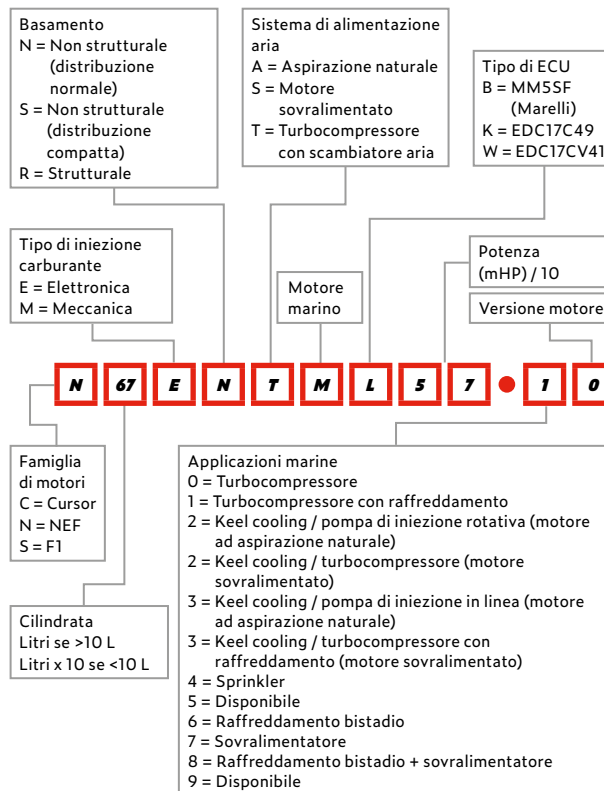 Basamento
N = Non strutturale
(distribuzione
normale)
S = Non strutturale
(distribuzione
compatta)
R = Strutturale
Sistema di alimentazione
aria
A = Aspirazione naturale
S = Motore
sovralimentato
T = Turbocompressore
con scambiatore aria
Tipo di ECU
B = MM5SF
(Marelli)
K = EDC17C49
W = EDC17CV41
Tipo di iniezione
carburante
E = Elettronica
M = Meccanica
Motore
marino
Potenza
(mHP) / 10
Versione motore
N 67 E N T M L 5 7 • 1 0
Famiglia
di motori
C = Cursor
N = NEF
S = F1
Cilindrata
Litri se >10 L
Litri x 10 se <10 L
Applicazioni marine
0 = Turbocompressore
1 = Turbocompressore con raffreddamento
2 = Keel cooling / pompa di iniezione rotativa (motore
ad aspirazione naturale)
2 = Keel cooling / turbocompressore (motore
sovralimentato)
3 = Keel cooling / pompa di iniezione in linea (motore
ad aspirazione naturale)
3 = Keel cooling / turbocompressore con
raffreddamento (motore sovralimentato)
4 = Sprinkler
5 = Disponibile
6 = Raffreddamento bistadio
7 = Sovralimentatore
8 = Raffreddamento bistadio + sovralimentatore
9 = Disponibile